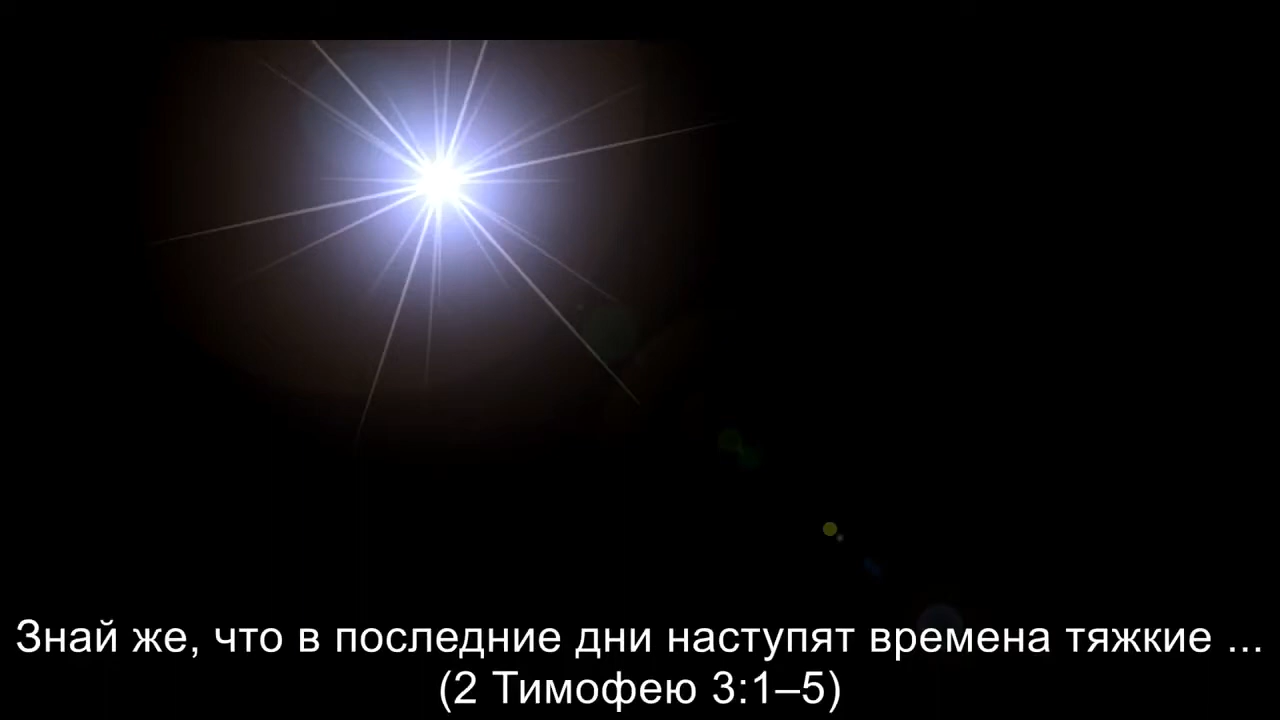 Знай же, что в последние дни наступят времена тяжкие ...
(2 Тимофею 3:1–5)